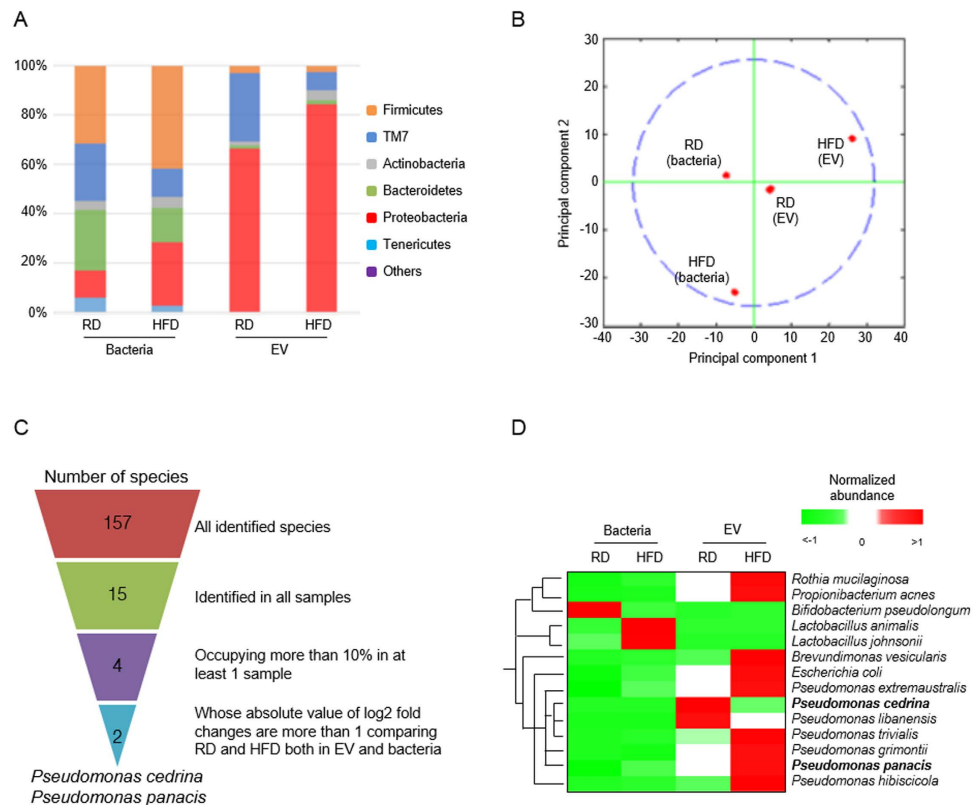 A
100%
80%
60%
40%
20%
0%
RD
HFD
RD
HFD
Bacteria
EV
Firmicutes
TM7
Actinobacteria
Bacteroidetes
Proteobacteria
Tenericutes
Others
B
Principal component 2
30
20
10
0
-10
-20
-30
RD
(bacteria)
HFD
(EV)
RD
(EV)
HFD
(bacteria)
-40
-30
-20
-10
0
10
20
30
40
Principal component 1
C
Number of species
157
All identified species
15
Identified in all samples
4
Occupying more than 10% in at
least 1 sample
2
Whose absolute value of log2 fold
changes are more than 1 comparing
RD and HFD both in EV and bacteria
Pseudomonas cedrina
Pseudomonas panacis
D
Normalized
abundance
<-1
0
>1
Bacteria
EV
RD
HFD
RD
HFD
Rothia mucilaginosa
Propionibacterium acnes
Bifidobacterium pseudolongum
Lactobacillus animalis
Lactobacillus johnsonii
Brevundimonas vesicularis
Escherichia coli
Pseudomonas extremaustralis
Pseudomonas cedrina
Pseudomonas libanensis
Pseudomonas trivialis
Pseudomonas grimontii
Pseudomonas panacis
Pseudomonas hibiscicola